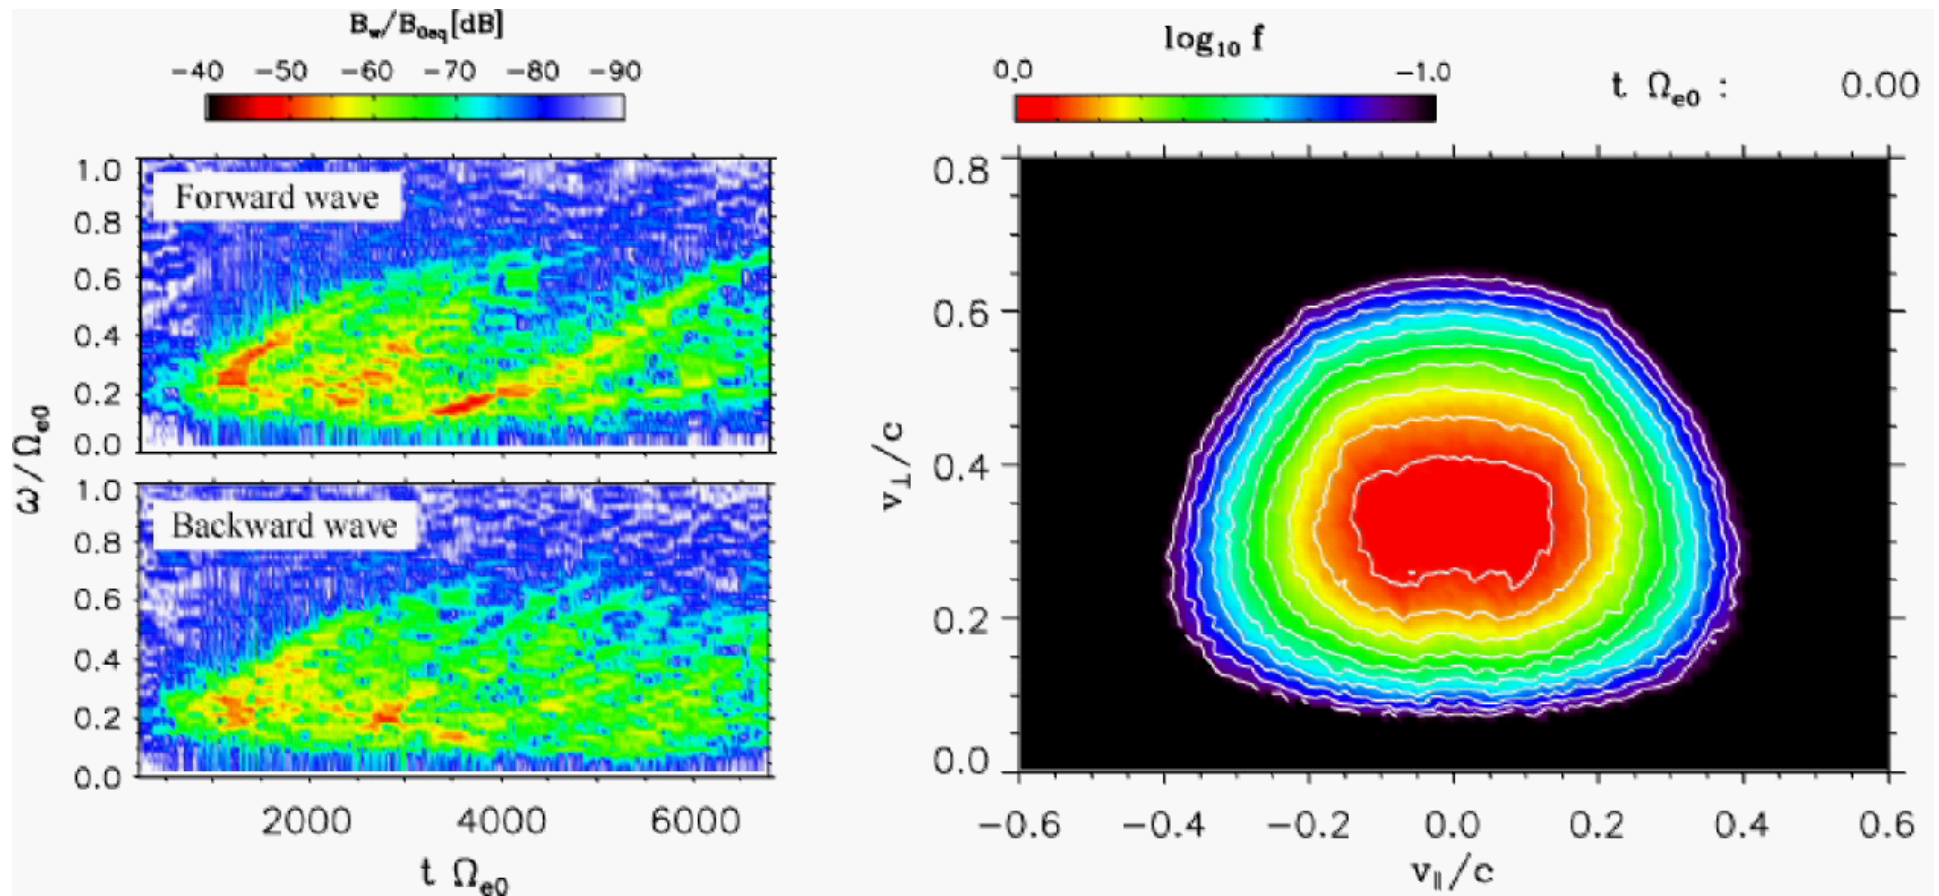 B_w/B_0eq[dB]
−40 −50 −60 −70 −80 −90
Forward wave
1.0
0.8
0.6
0.4
0.2
0.0
Backward wave
1.0
0.8
0.6
0.4
0.2
0.0
ω/Ω_e0
2000 4000 6000
t Ω_e0
log₁₀ f
0.0 −1.0
t Ω_e0 : 0.00
0.8
0.6
0.4
0.2
0.0
v_⊥/c
−0.6 −0.4 −0.2 0.0 0.2 0.4 0.6
v_∥/c